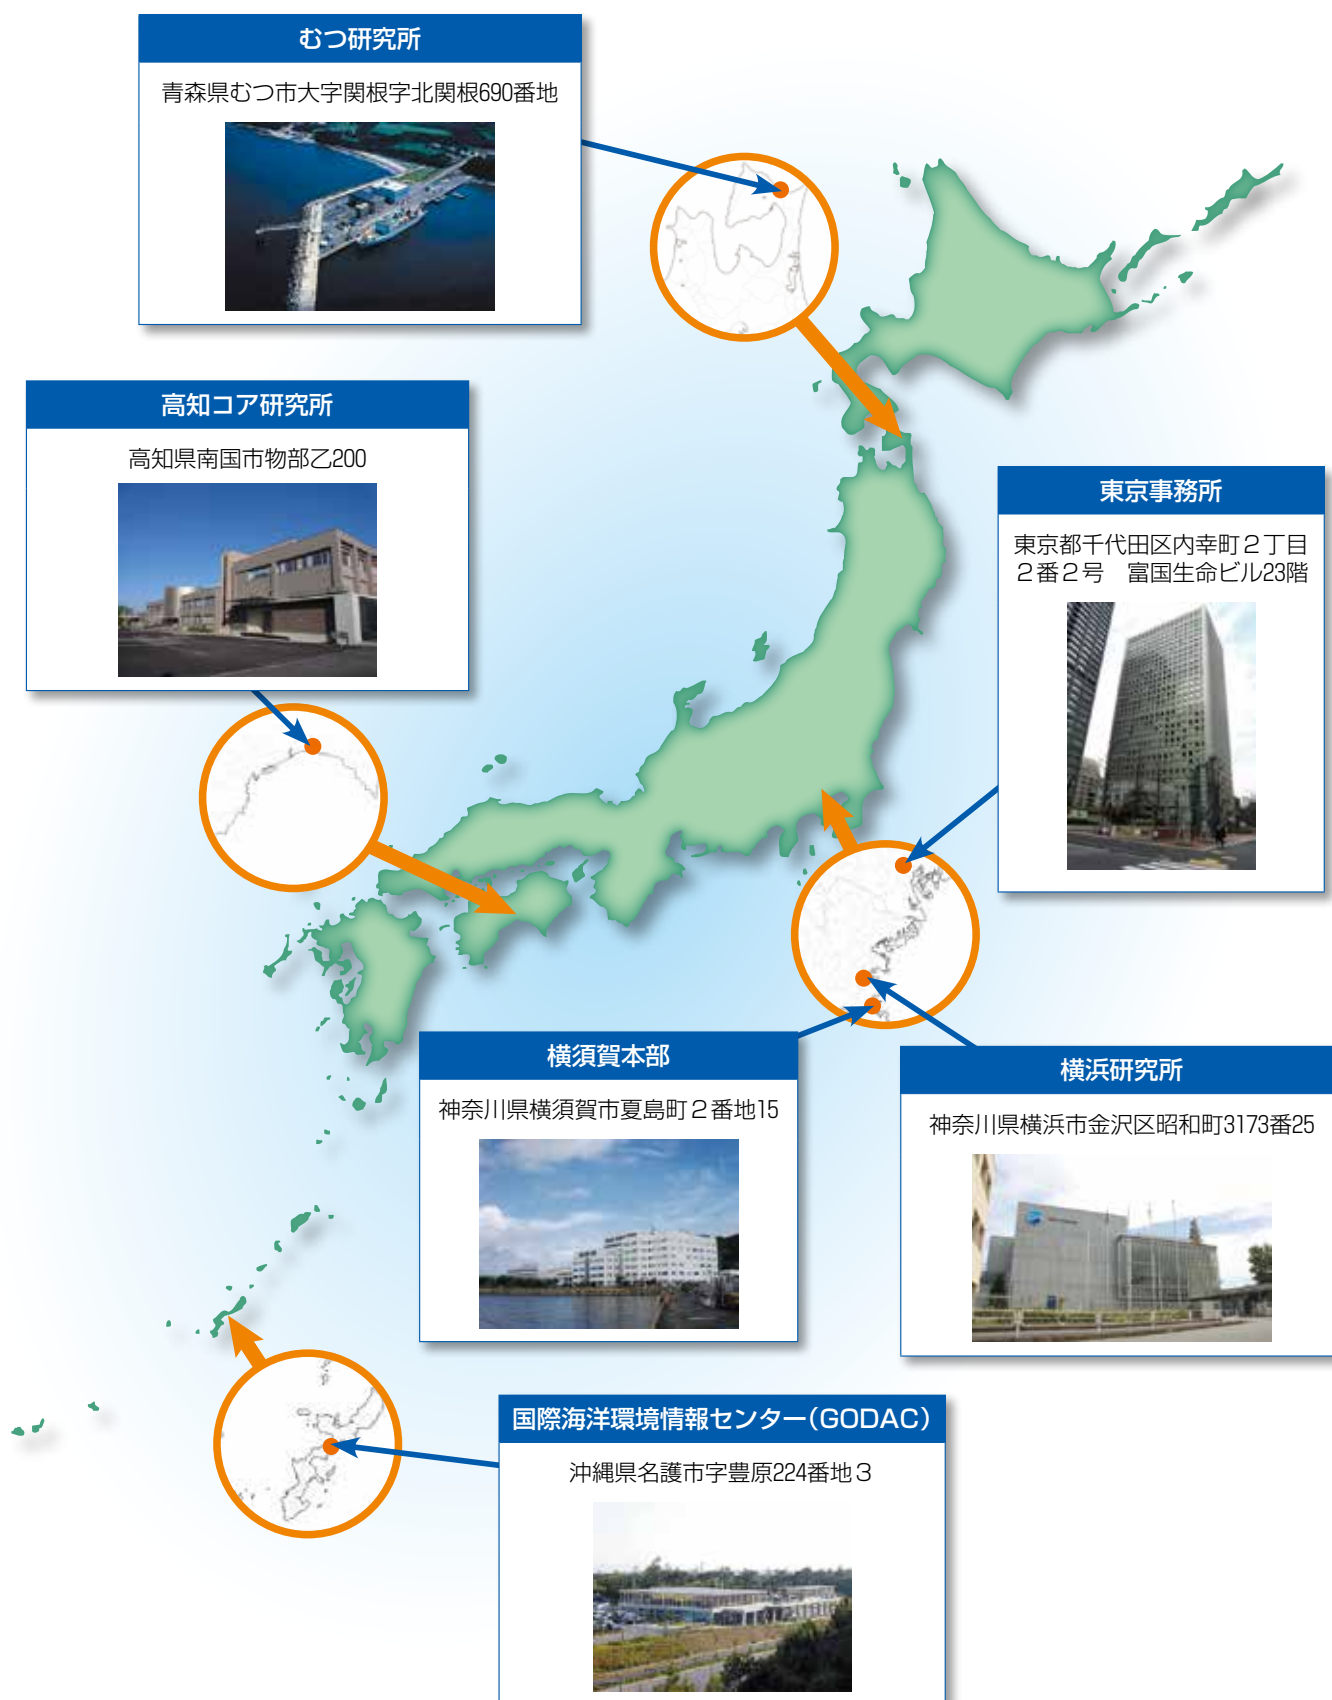 むつ研究所
青森県むつ市大字関根字北関根690番地
高知コア研究所
高知県南国市物部乙200
東京事務所
東京都千代田区内幸町２丁目
２番２号　富国生命ビル23階
横須賀本部
神奈川県横須賀市夏島町２番地15
横浜研究所
神奈川県横浜市金沢区昭和町3173番25
国際海洋環境情報センター(GODAC)
沖縄県名護市字豊原224番地３